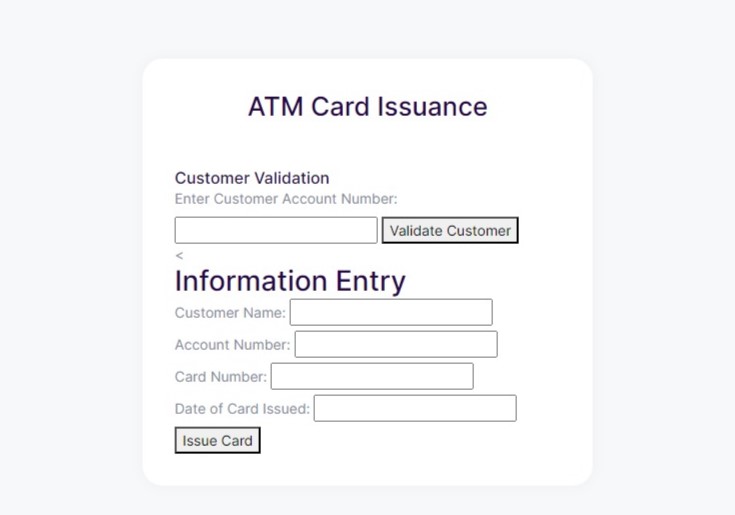 ATM Card Issuance
Customer Validation
Enter Customer Account Number:
Validate Customer
<
Information Entry
Customer Name:
Account Number:
Card Number:
Date of Card Issued:
Issue Card